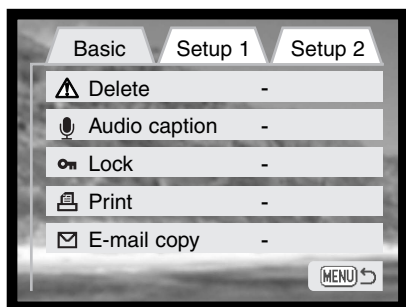 Basic Setup 1 Setup 2
Delete -
Audio caption -
Lock -
Print -
E-mail copy -
MENU